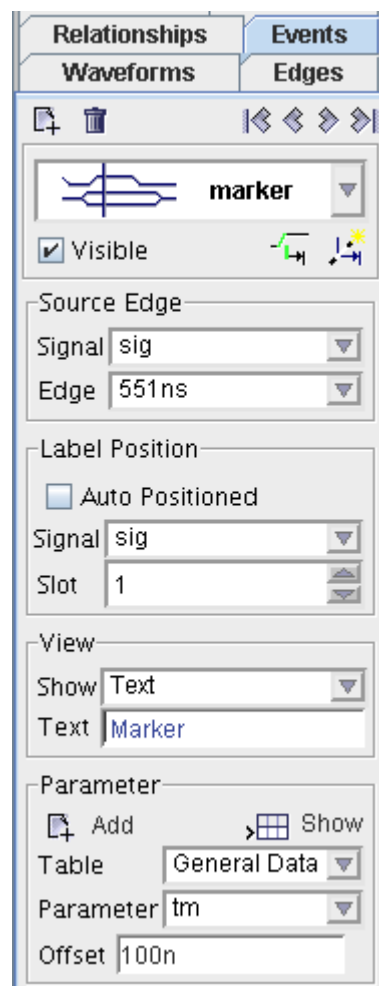 Relationships Events
Waveforms Edges
marker
Visible
Source Edge
Signal sig
Edge 551ns
Label Position
Auto Positioned
Signal sig
Slot 1
View
Show Text
Text Marker
Parameter
Add Show
Table General Data
Parameter tm
Offset 100n